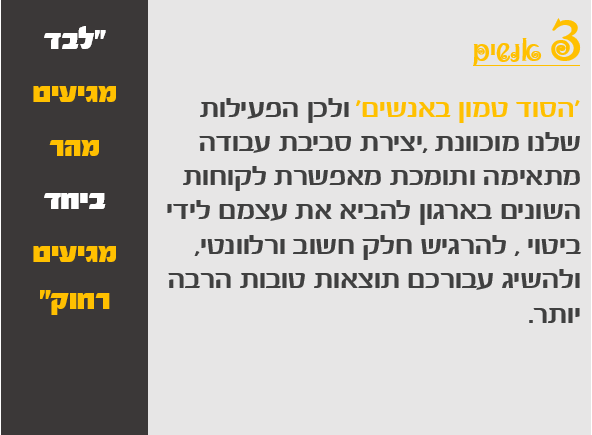 3 אנשים
'הסוד טמון באנשים' ולכן הפעילות
שלנו מוכוונת ,יצירת סביבת עבודה
מתאימה ותומכת מאפשרת לקוחות
השונים בארגון להביא את עצמם לידי
ביטוי , להרגיש חלק חשוב ורלוונטי,
ולהשיג עבורכם תוצאות טובות הרבה
יותר.
"לבד
מגיעים
מהר
ביחד
מגיעים
רחוק"